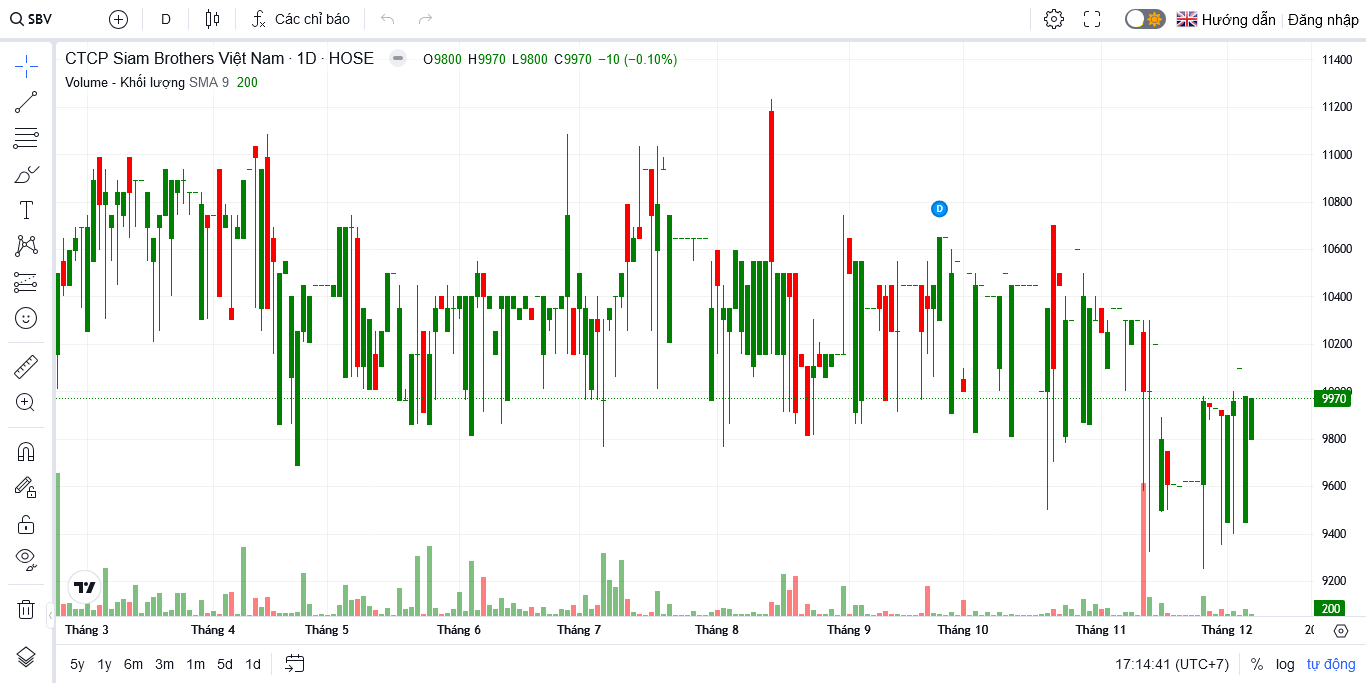 SBV D Các chỉ báo Hướng dẫn Đăng nhập
CTCP Siam Brothers Việt Nam · 1D · HOSE O9800 H9970 L9800 C9970 −10 (−0.10%)
Volume - Khối lượng SMA 9 200
11400
11200
11000
10800
D
10600
10400
10200
10000
9970
9800
9600
9400
9200
200
Tháng 3 Tháng 4 Tháng 5 Tháng 6 Tháng 7 Tháng 8 Tháng 9 Tháng 10 Tháng 11 Tháng 12
5y 1y 6m 3m 1m 5d 1d 17:14:41 (UTC+7) % log tự động